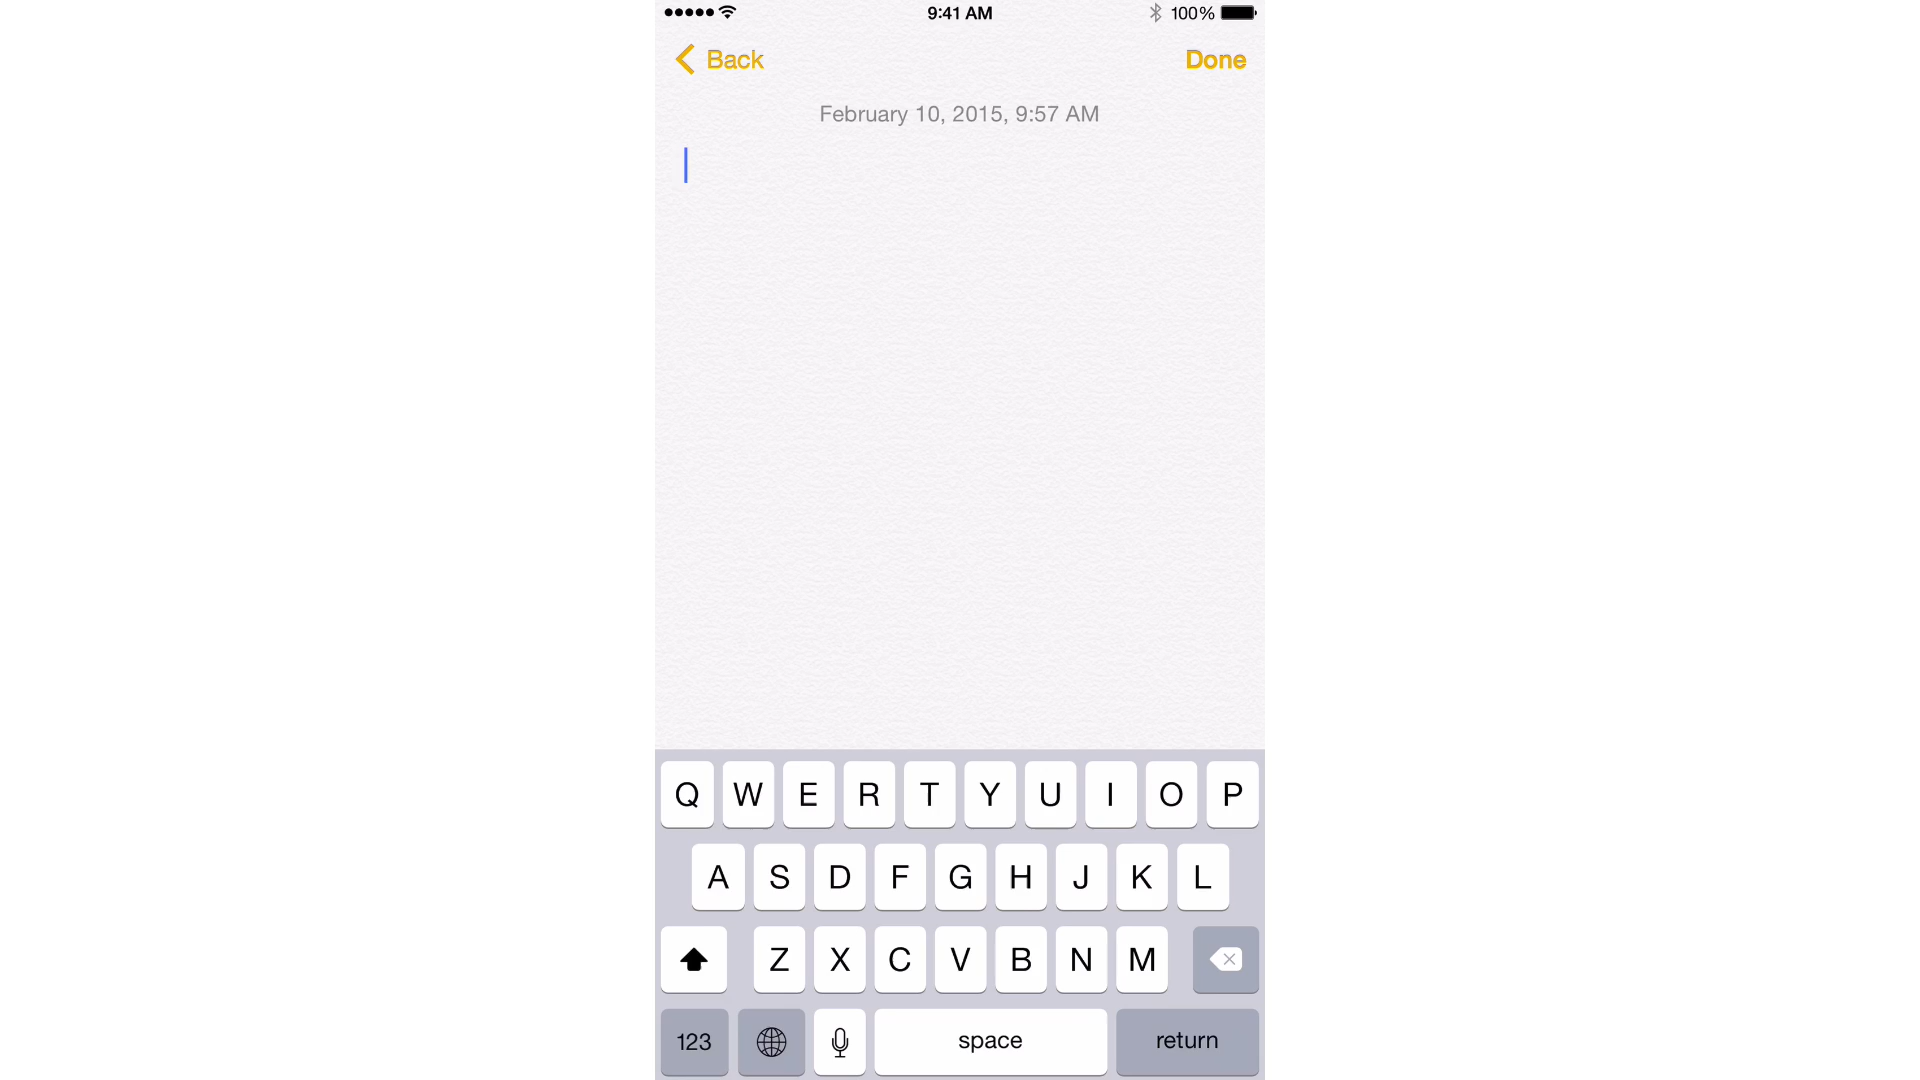 9:41 AM
100%
Back
Done
February 10, 2015, 9:57 AM
Q W E R T Y U I O P
A S D F G H J K L
Z X C V B N M
123
space
return